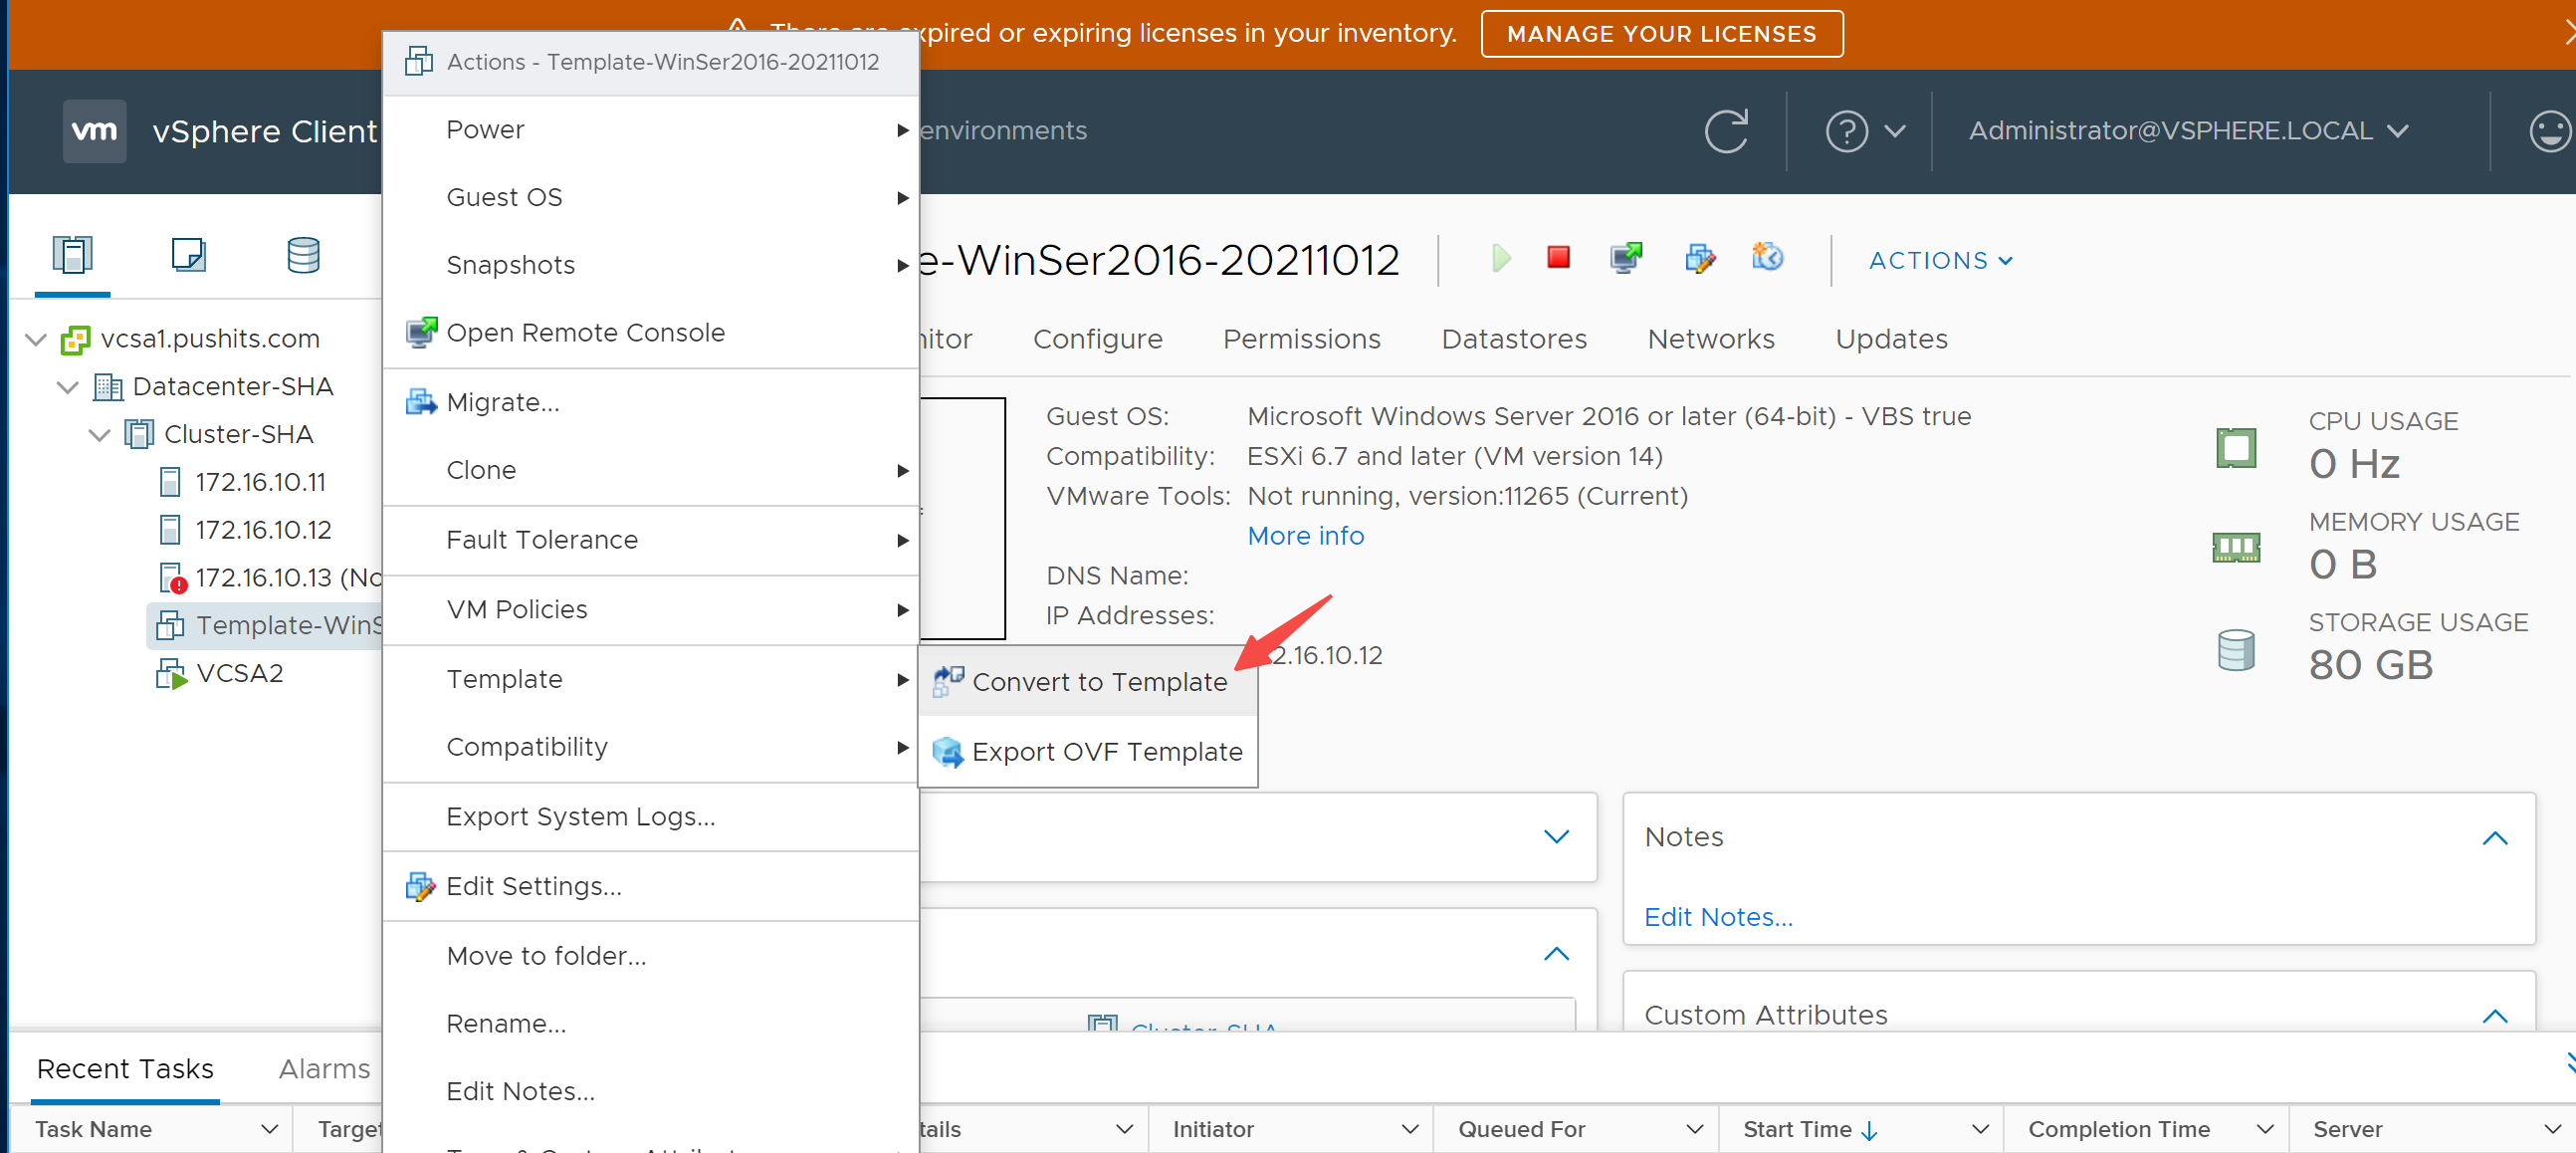 There are expired or expiring licenses in your inventory. MANAGE YOUR LICENSES
Actions - Template-WinSer2016-20211012
vm vSphere Client environments Administrator@VSPHERE.LOCAL
Power
Guest OS
Snapshots
Open Remote Console
Migrate...
Clone
Fault Tolerance
VM Policies
Template
Compatibility
Export System Logs...
Edit Settings...
Move to folder...
Rename...
Edit Notes...
Convert to Template
Export OVF Template
vcsa1.pushits.com
Datacenter-SHA
Cluster-SHA
172.16.10.11
172.16.10.12
172.16.10.13 (No
Template-WinS
VCSA2
e-WinSer2016-20211012 ACTIONS
nitor Configure Permissions Datastores Networks Updates
Guest OS: Microsoft Windows Server 2016 or later (64-bit) - VBS true
Compatibility: ESXi 6.7 and later (VM version 14)
VMware Tools: Not running, version:11265 (Current)
More info
DNS Name:
IP Addresses:
2.16.10.12
CPU USAGE
0 Hz
MEMORY USAGE
0 B
STORAGE USAGE
80 GB
Notes
Edit Notes...
Custom Attributes
Cluster-SHA
Recent Tasks Alarms
Task Name Target tails Initiator Queued For Start Time Completion Time Server